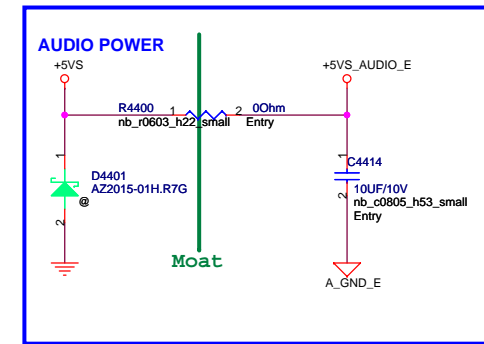 AUDIO POWER
+5VS
+5VS_AUDIO_E
R4400 1 2 0Ohm
nb_r0603_h22_small Entry
1
D4401
AZ2015-01H.R7G
@
2
1
C4414
10UF/10V
2
nb_c0805_h53_small
Entry
Moat
A_GND_E